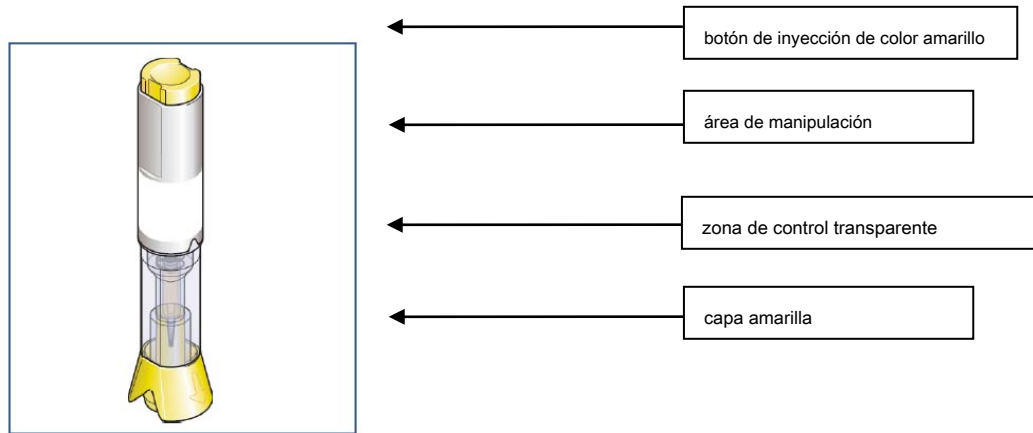 botón de inyección de color amarillo
área de manipulación
zona de control transparente
capa amarilla